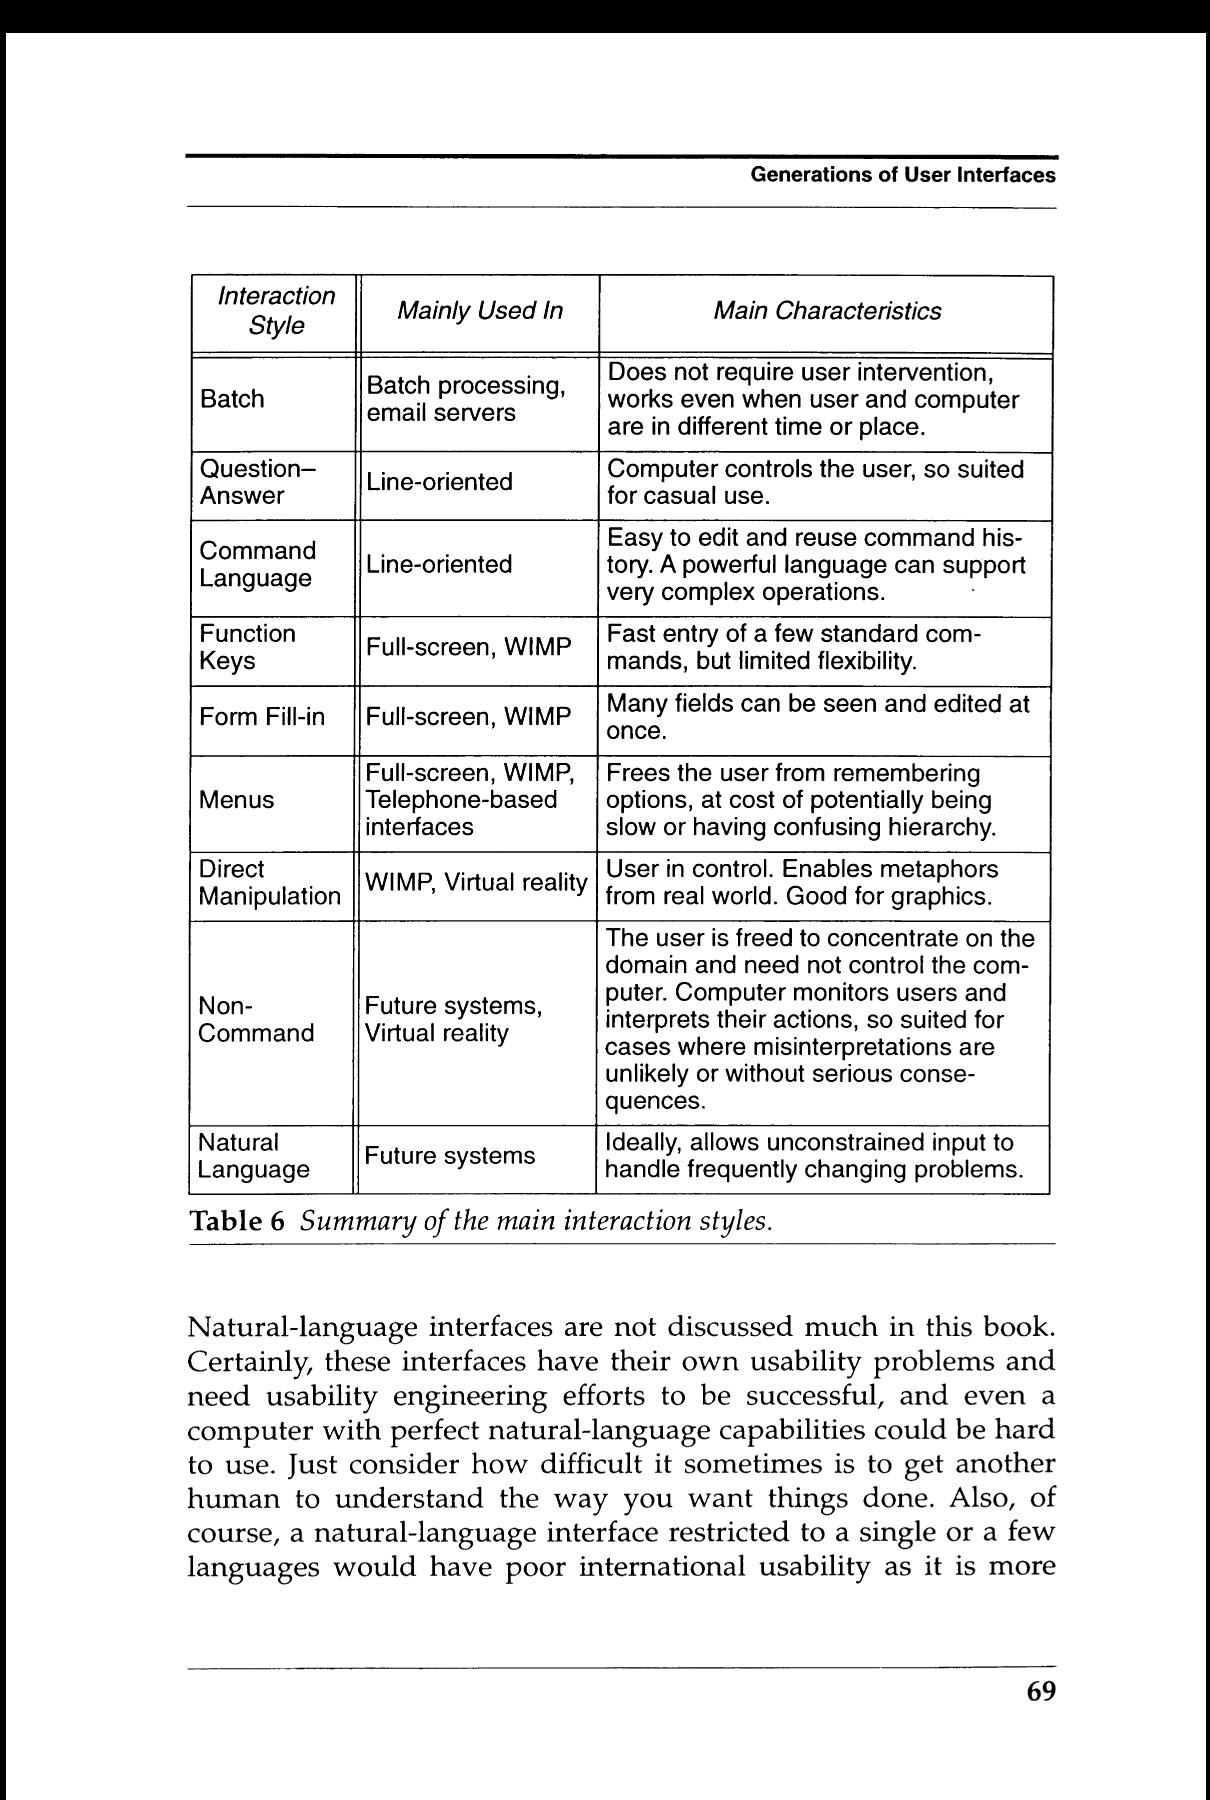 Generations of User Interfaces
Interaction
Style
Mainly Used In
Main Characteristics
Batch
Batch processing,
email servers
Does not require user intervention,
works even when user and computer
are in different time or place.
Question–
Answer
Line-oriented
Computer controls the user, so suited
for casual use.
Command
Language
Line-oriented
Easy to edit and reuse command his-
tory. A powerful language can support
very complex operations.
Function
Keys
Full-screen, WIMP
Fast entry of a few standard com-
mands, but limited flexibility.
Form Fill-in
Full-screen, WIMP
Many fields can be seen and edited at
once.
Menus
Full-screen, WIMP,
Telephone-based
interfaces
Frees the user from remembering
options, at cost of potentially being
slow or having confusing hierarchy.
Direct
Manipulation
WIMP, Virtual reality
User in control. Enables metaphors
from real world. Good for graphics.
Non-
Command
Future systems,
Virtual reality
The user is freed to concentrate on the
domain and need not control the com-
puter. Computer monitors users and
interprets their actions, so suited for
cases where misinterpretations are
unlikely or without serious conse-
quences.
Natural
Language
Future systems
Ideally, allows unconstrained input to
handle frequently changing problems.
Table 6 Summary of the main interaction styles.
Natural-language interfaces are not discussed much in this book.
Certainly, these interfaces have their own usability problems and
need usability engineering efforts to be successful, and even a
computer with perfect natural-language capabilities could be hard
to use. Just consider how difficult it sometimes is to get another
human to understand the way you want things done. Also, of
course, a natural-language interface restricted to a single or a few
languages would have poor international usability as it is more
69